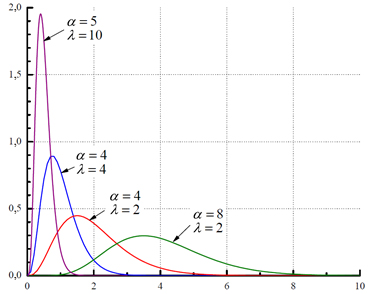 2,0
α = 5
λ = 10
1,5
1,0
α = 4
λ = 4
α = 4
λ = 2
α = 8
λ = 2
0,5
0,0
0 2 4 6 8 10